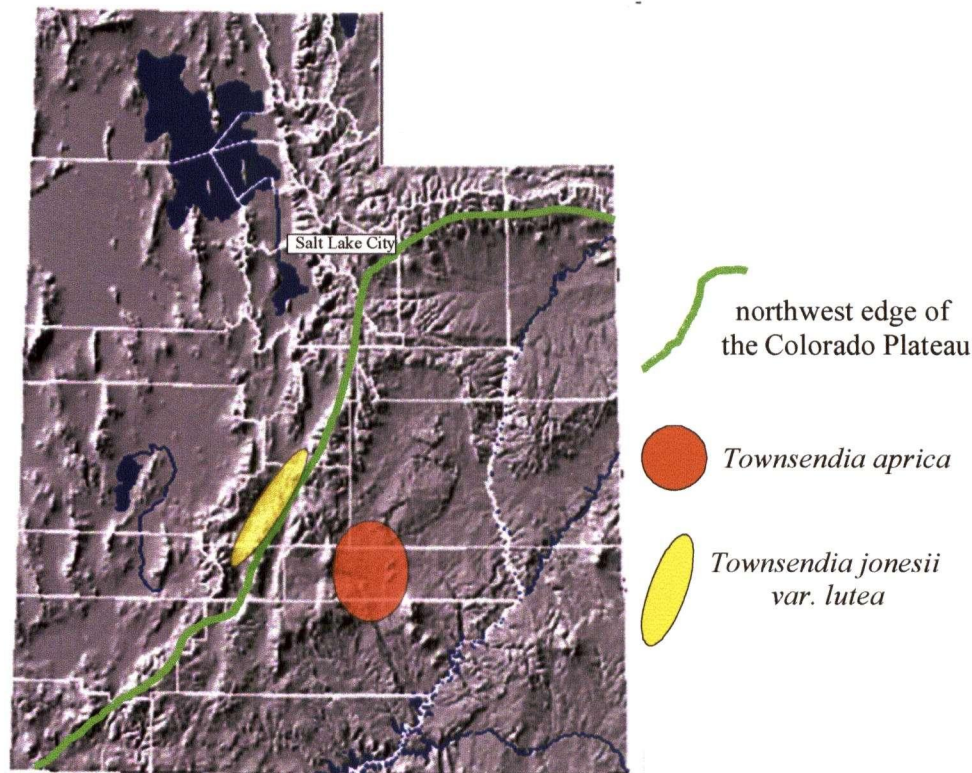 Salt Lake City
northwest edge of
the Colorado Plateau
Townsendia aprica
Townsendia jonesii
var. lutea